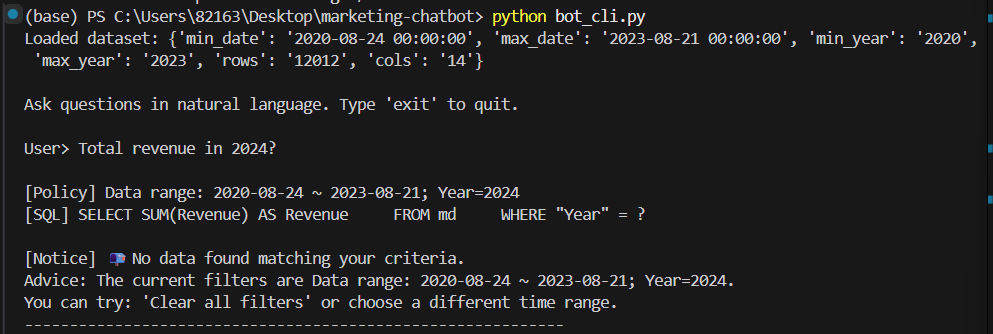 (base) PS C:\Users\82163\Desktop\marketing-chatbot> python bot_cli.py
Loaded dataset: {'min_date': '2020-08-24 00:00:00', 'max_date': '2023-08-21 00:00:00', 'min_year': '2020',
'max_year': '2023', 'rows': '12012', 'cols': '14'}
Ask questions in natural language. Type 'exit' to quit.
User> Total revenue in 2024?
[Policy] Data range: 2020-08-24 ~ 2023-08-21; Year=2024
[SQL] SELECT SUM(Revenue) AS Revenue     FROM md     WHERE "Year" = ?
[Notice] 📭 No data found matching your criteria.
Advice: The current filters are Data range: 2020-08-24 ~ 2023-08-21; Year=2024.
You can try: 'Clear all filters' or choose a different time range.
------------------------------------------------------------